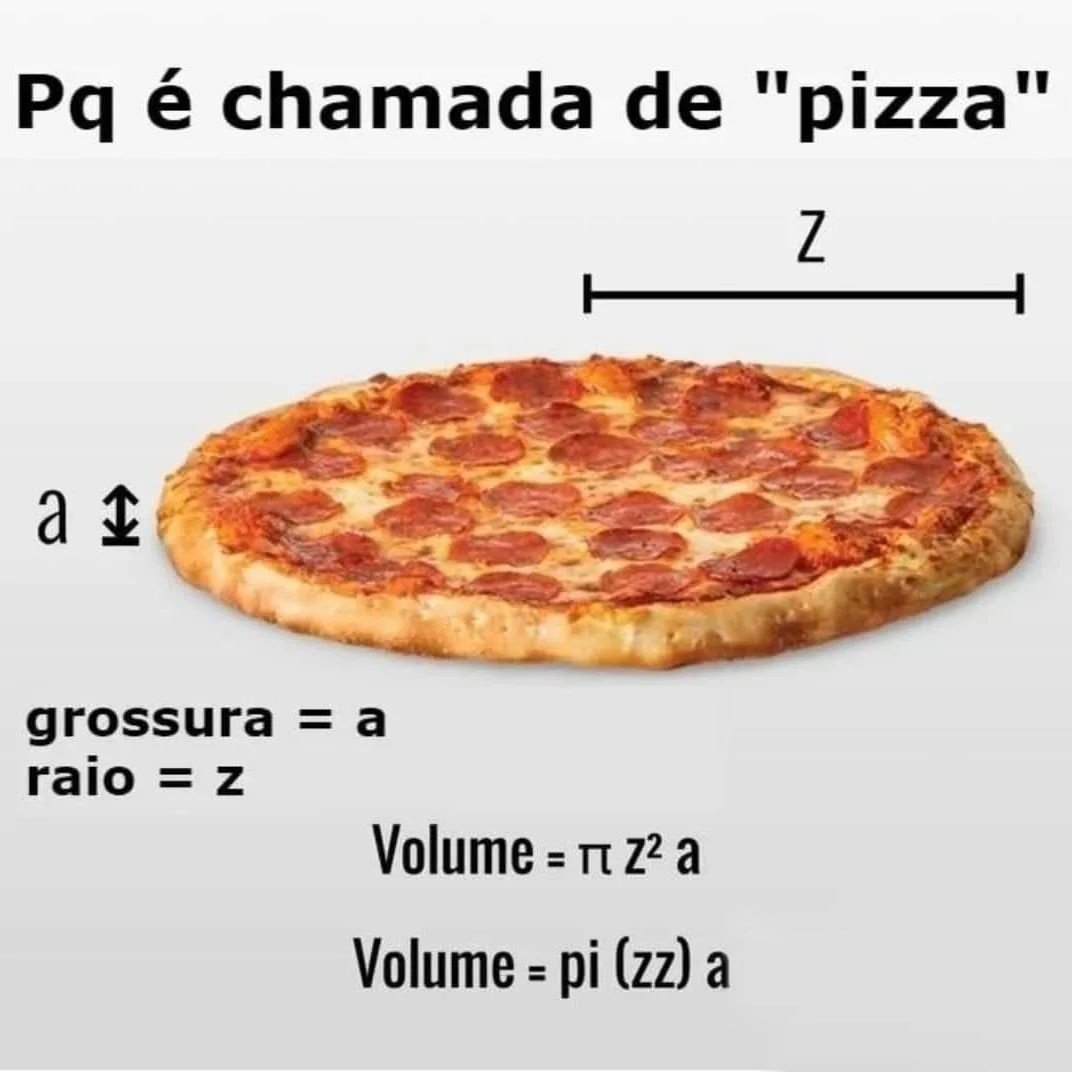 Pq é chamada de "pizza"
z
a
grossura = a
raio = z
Volume = π z² a
Volume = pi (zz) a